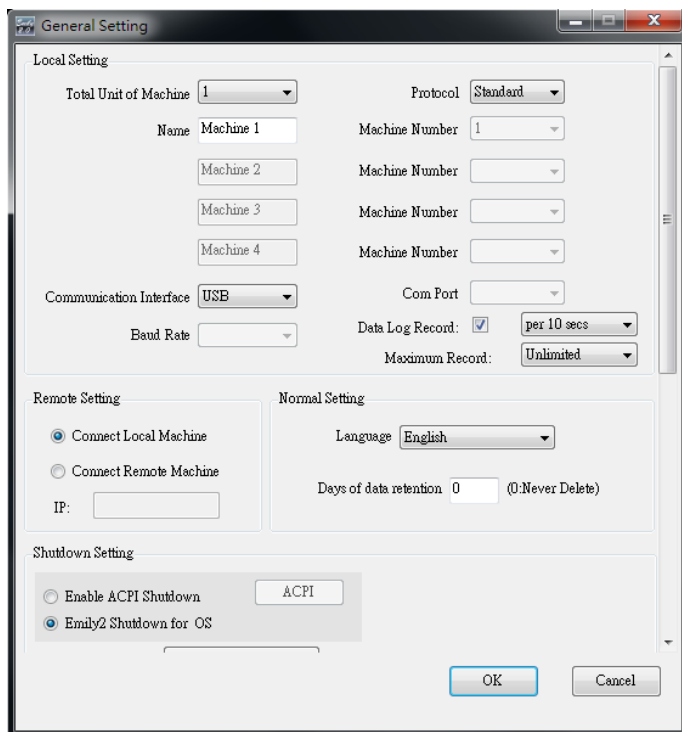 General Setting
Local Setting
Total Unit of Machine 1 Protocol Standard
Name Machine 1 Machine Number 1
Machine 2 Machine Number
Machine 3 Machine Number
Machine 4 Machine Number
Communication Interface USB Com Port
Baud Rate Data Log Record: per 10 secs
Maximum Record: Unlimited
Remote Setting
Connect Local Machine
Connect Remote Machine
IP:
Normal Setting
Language English
Days of data retention 0 (0:Never Delete)
Shutdown Setting
Enable ACPI Shutdown ACPI
Emily2 Shutdown for OS
OK Cancel